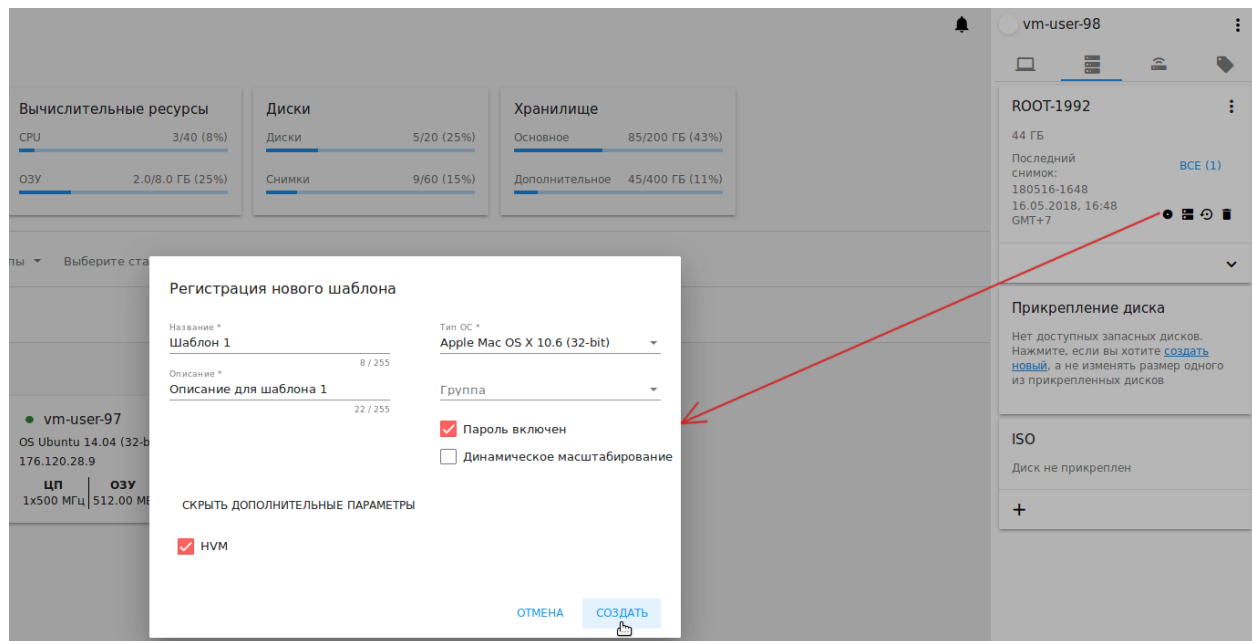 vm-user-98
Вычислительные ресурсы
CPU 3/40 (8%)
ОЗУ 2.0/8.0 ГБ (25%)
Диски
Диски 5/20 (25%)
Снимки 9/60 (15%)
Хранилище
Основное 85/200 ГБ (43%)
Дополнительное 45/400 ГБ (11%)
пы Выберите ста
vm-user-97
OS Ubuntu 14.04 (32-b
176.120.28.9
ЦП ОЗУ
1x500 МГц 512.00 МБ
Регистрация нового шаблона
Название *
Шаблон 1
8 / 255
Описание *
Описание для шаблона 1
22 / 255
Тип ОС *
Apple Mac OS X 10.6 (32-bit)
Группа
Пароль включен
Динамическое масштабирование
СКРЫТЬ ДОПОЛНИТЕЛЬНЫЕ ПАРАМЕТРЫ
HVM
ОТМЕНА СОЗДАТЬ
ROOT-1992
44 ГБ
Последний
снимок:
180516-1648
16.05.2018, 16:48
GMT+7
ВСЕ (1)
Прикрепление диска
Нет доступных запасных дисков.
Нажмите, если вы хотите создать
новый, а не изменять размер одного
из прикрепленных дисков
ISO
Диск не прикреплен
+